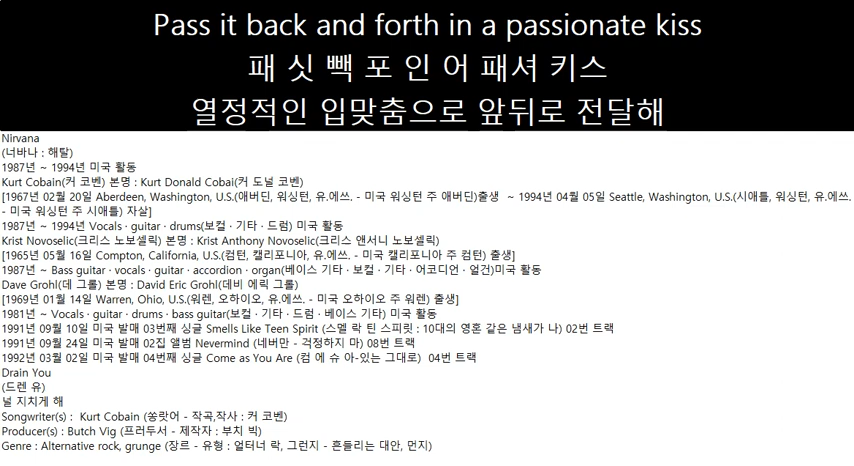 Pass it back and forth in a passionate kiss
패 싯 빽 포 인 어 패셔 키스
열정적인 입맞춤으로 앞뒤로 전달해
Nirvana
(너바나 : 해탈)
1987년 ~ 1994년 미국 활동
Kurt Cobain(커 코벤) 본명 : Kurt Donald Cobai(커 도널 코벤)
[1967년 02월 20일 Aberdeen, Washington, U.S.(애버딘, 워싱턴, 유.에쓰. - 미국 워싱턴 주 애버딘)출생  ~ 1994년 04월 05일 Seattle, Washington, U.S.(시애틀, 워싱턴, 유.에쓰.
- 미국 워싱턴 주 시애틀) 자살]
1987년 ~ 1994년 Vocals · guitar · drums(보컬 · 기타 · 드럼) 미국 활동
Krist Novoselic(크리스 노보셀릭) 본명 : Krist Anthony Novoselic(크리스 앤서니 노보셀릭)
[1965년 05월 16일 Compton, California, U.S.(컴턴, 캘리포니아, 유.에쓰. - 미국 캘리포니아 주 컴턴) 출생]
1987년 ~ Bass guitar · vocals · guitar · accordion · organ(베이스 기타 · 보컬 · 기타 · 어코디언 · 얼건)미국 활동
Dave Grohl(데 그롤) 본명 : David Eric Grohl(데비 에릭 그롤)
[1969년 01월 14일 Warren, Ohio, U.S.(워렌, 오하이오, 유.에쓰. - 미국 오하이오 주 워렌) 출생]
1981년 ~ Vocals · guitar · drums · bass guitar(보컬 · 기타 · 드럼 · 베이스 기타) 미국 활동
1991년 09월 10일 미국 발매 03번째 싱글 Smells Like Teen Spirit (스멜 락 틴 스피릿 : 10대의 영혼 같은 냄새가 나) 02번 트랙
1991년 09월 24일 미국 발매 02집 앨범 Nevermind (네버만 - 걱정하지 마) 08번 트랙
1992년 03월 02일 미국 발매 04번째 싱글 Come as You Are (컴 에 슈 아-있는 그대로)  04번 트랙
Drain You
(드렌 유)
널 지치게 해
Songwriter(s) :  Kurt Cobain (쏭랏어 - 작곡,작사 : 커 코벤)
Producer(s) : Butch Vig (프러두서 - 제작자 : 부치 빅)
Genre : Alternative rock, grunge (장르 - 유형 : 얼터너 락, 그런지 - 흔들리는 대안, 먼지)